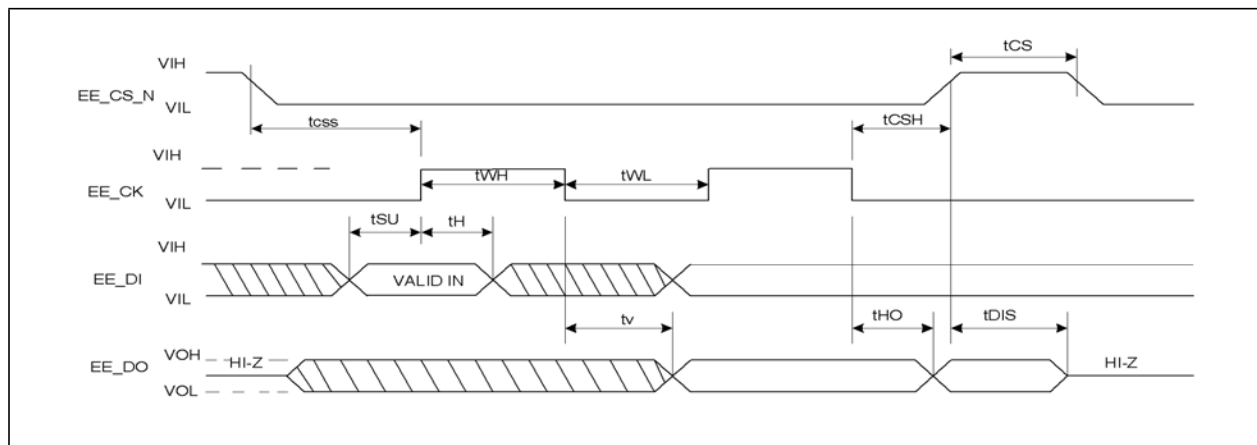 tCS
VIH
EE_CS_N
VIL
tcss
tCSH
VIH
tWH
tWL
EE_CK
VIL
tSU
tH
VIH
EE_DI
VALID IN
VIL
tv
tHO
tDIS
VOH
EE_DO
HI-Z
HI-Z
VOL